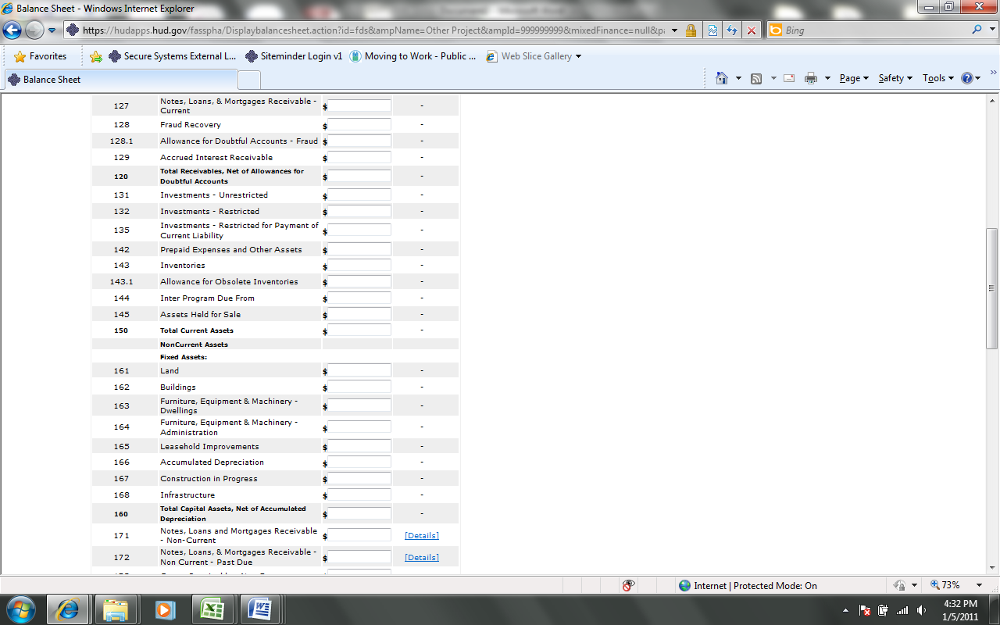 Balance Sheet - Windows Internet Explorer
https://hudapps.hud.gov/fasspha/Displaybalancesheet.action?id=fds&ampName=Other Project&ampId=999999999&mixedFinance=null&pa
Bing
Favorites Secure Systems External L... Siteminder Login v1 Moving to Work - Public ... Web Slice Gallery
Balance Sheet
Page Safety Tools
127 Notes, Loans, & Mortgages Receivable - $ -
Current
128 Fraud Recovery $ -
128.1 Allowance for Doubtful Accounts - Fraud $ -
129 Accrued Interest Receivable $ -
120 Total Receivables, Net of Allowances for $ -
Doubtful Accounts
131 Investments - Unrestricted $ -
132 Investments - Restricted $ -
135 Investments - Restricted for Payment of $ -
Current Liability
142 Prepaid Expenses and Other Assets $ -
143 Inventories $ -
143.1 Allowance for Obsolete Inventories $ -
144 Inter Program Due From $ -
145 Assets Held for Sale $ -
150 Total Current Assets $ -
NonCurrent Assets
Fixed Assets:
161 Land $ -
162 Buildings $ -
163 Furniture, Equipment & Machinery - $ -
Dwellings
164 Furniture, Equipment & Machinery - $ -
Administration
165 Leasehold Improvements $ -
166 Accumulated Depreciation $ -
167 Construction in Progress $ -
168 Infrastructure $ -
160 Total Capital Assets, Net of Accumulated $ -
Depreciation
171 Notes, Loans and Mortgages Receivable $ [Details]
- Non-Current
172 Notes, Loans, & Mortgages Receivable - $ [Details]
Non Current - Past Due
Internet | Protected Mode: On 73%
4:32 PM
1/5/2011